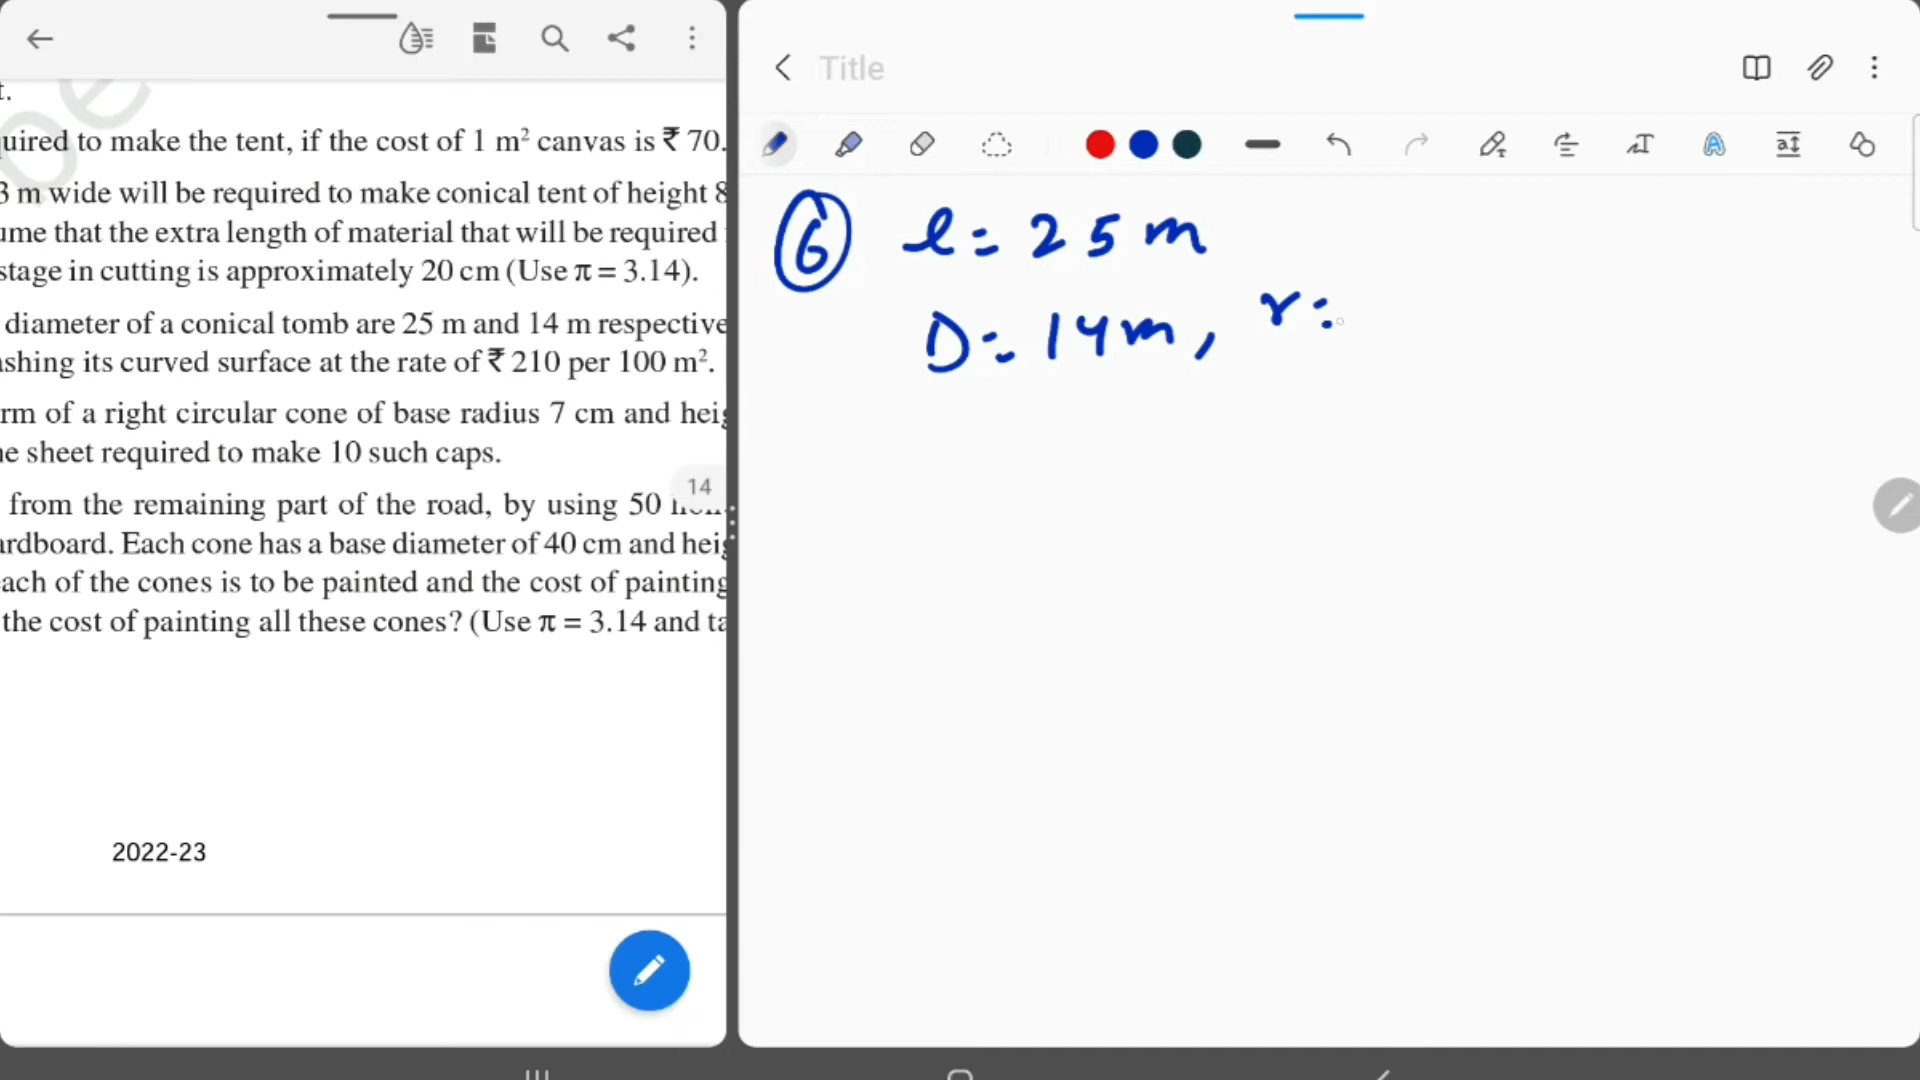 t.
quired to make the tent, if the cost of 1 m² canvas is ₹ 70.
3 m wide will be required to make conical tent of height 8
ume that the extra length of material that will be required
stage in cutting is approximately 20 cm (Use π = 3.14).
diameter of a conical tomb are 25 m and 14 m respective
ashing its curved surface at the rate of ₹ 210 per 100 m².
rm of a right circular cone of base radius 7 cm and heig
he sheet required to make 10 such caps.
from the remaining part of the road, by using 50
14
ardboard. Each cone has a base diameter of 40 cm and heig
each of the cones is to be painted and the cost of painting
the cost of painting all these cones? (Use π = 3.14 and ta
2022-23
Title
6 l = 25 m
D = 14m, r =